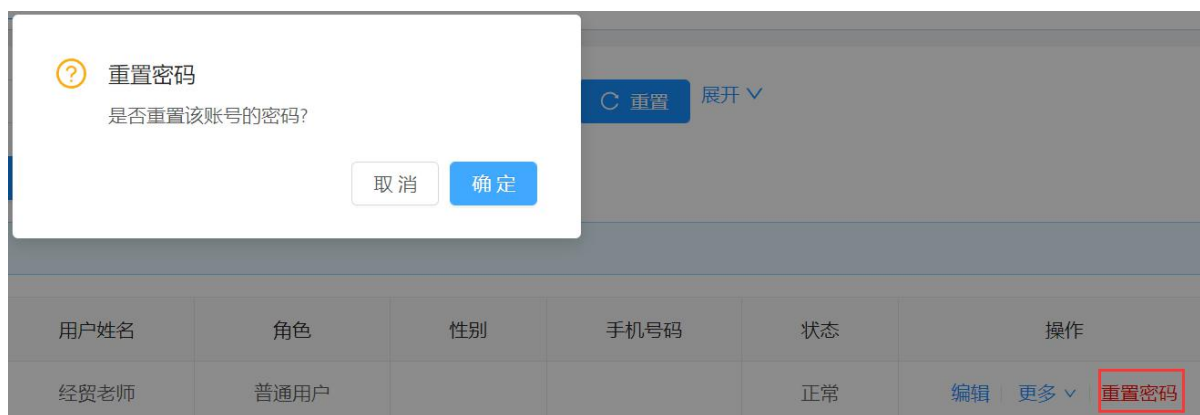 重置密码
是否重置该账号的密码?
重置 展开
取消 确定
用户姓名 角色 性别 手机号码 状态 操作
经贸老师 普通用户 正常 编辑 更多 重置密码